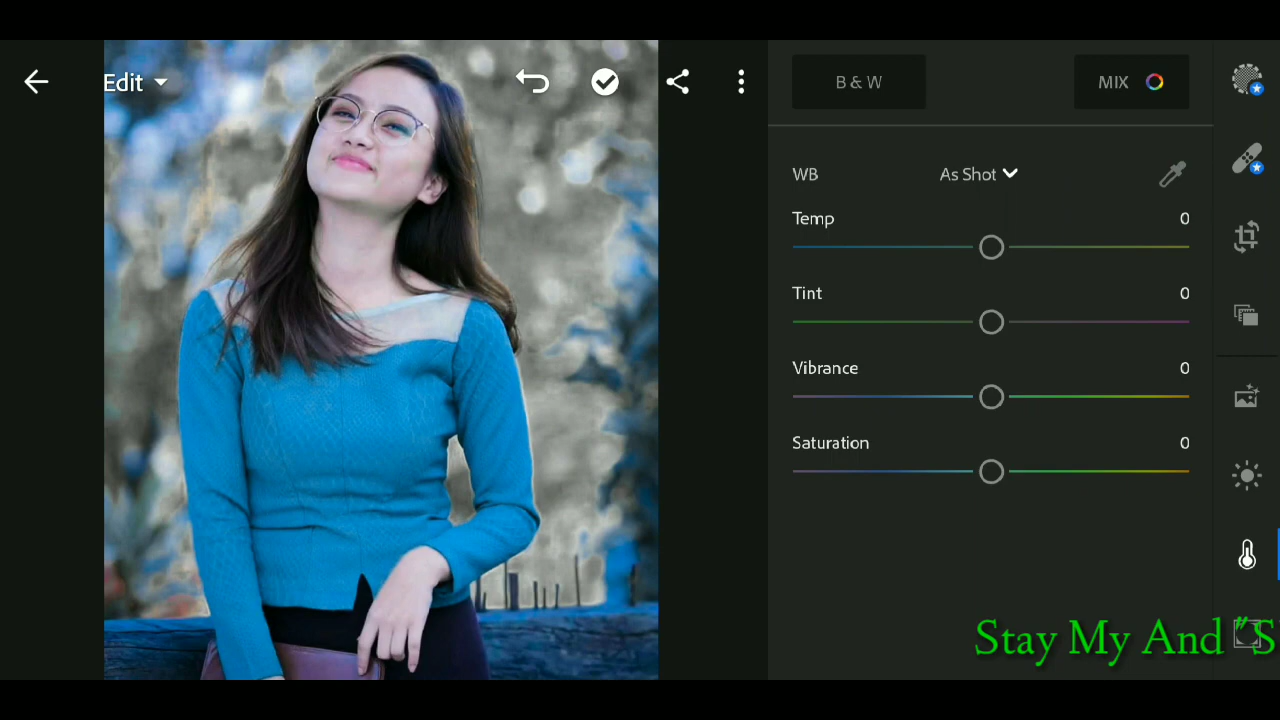 Edit
B & W
MIX
WB
As Shot
Temp
0
Tint
0
Vibrance
0
Saturation
0
Stay My And "S